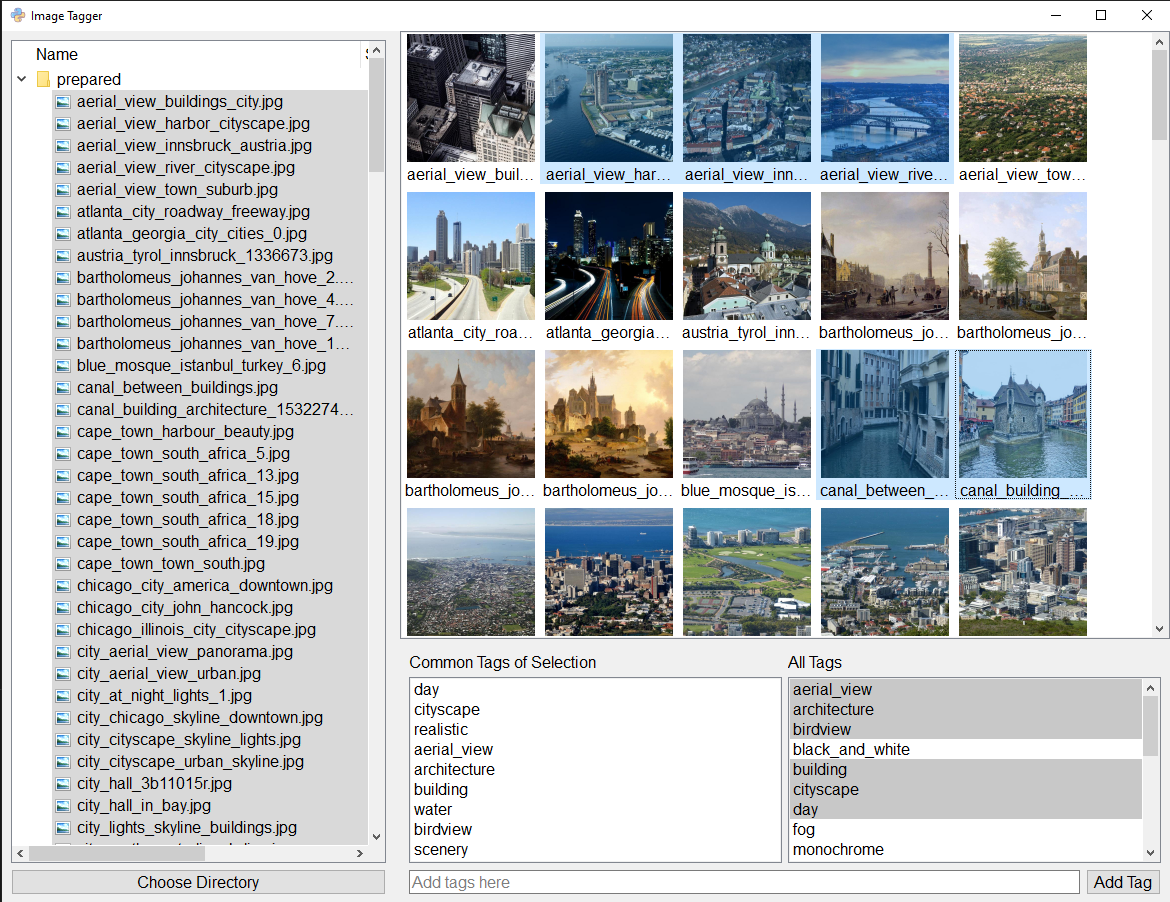 Image Tagger
Name
prepared
aerial_view_buildings_city.jpg
aerial_view_harbor_cityscape.jpg
aerial_view_innsbruck_austria.jpg
aerial_view_river_cityscape.jpg
aerial_view_town_suburb.jpg
atlanta_city_roadway_freeway.jpg
atlanta_georgia_city_cities_0.jpg
austria_tyrol_innsbruck_1336673.jpg
bartholomeus_johannes_van_hove_2....
bartholomeus_johannes_van_hove_4....
bartholomeus_johannes_van_hove_7....
bartholomeus_johannes_van_hove_1...
blue_mosque_istanbul_turkey_6.jpg
canal_between_buildings.jpg
canal_building_architecture_1532274...
cape_town_harbour_beauty.jpg
cape_town_south_africa_5.jpg
cape_town_south_africa_13.jpg
cape_town_south_africa_15.jpg
cape_town_south_africa_18.jpg
cape_town_south_africa_19.jpg
cape_town_town_south.jpg
chicago_city_america_downtown.jpg
chicago_city_john_hancock.jpg
chicago_illinois_city_cityscape.jpg
city_aerial_view_panorama.jpg
city_aerial_view_urban.jpg
city_at_night_lights_1.jpg
city_chicago_skyline_downtown.jpg
city_cityscape_skyline_lights.jpg
city_cityscape_urban_skyline.jpg
city_hall_3b11015r.jpg
city_hall_in_bay.jpg
city_lights_skyline_buildings.jpg
Choose Directory
aerial_view_buil... aerial_view_har... aerial_view_inn... aerial_view_rive... aerial_view_tow...
atlanta_city_roa... atlanta_georgia... austria_tyrol_inn... bartholomeus_jo... bartholomeus_jo...
bartholomeus_jo... bartholomeus_jo... blue_mosque_is... canal_between_... canal_building_...
Common Tags of Selection
day
cityscape
realistic
aerial_view
architecture
building
water
birdview
scenery
All Tags
aerial_view
architecture
birdview
black_and_white
building
cityscape
day
fog
monochrome
Add tags here
Add Tag